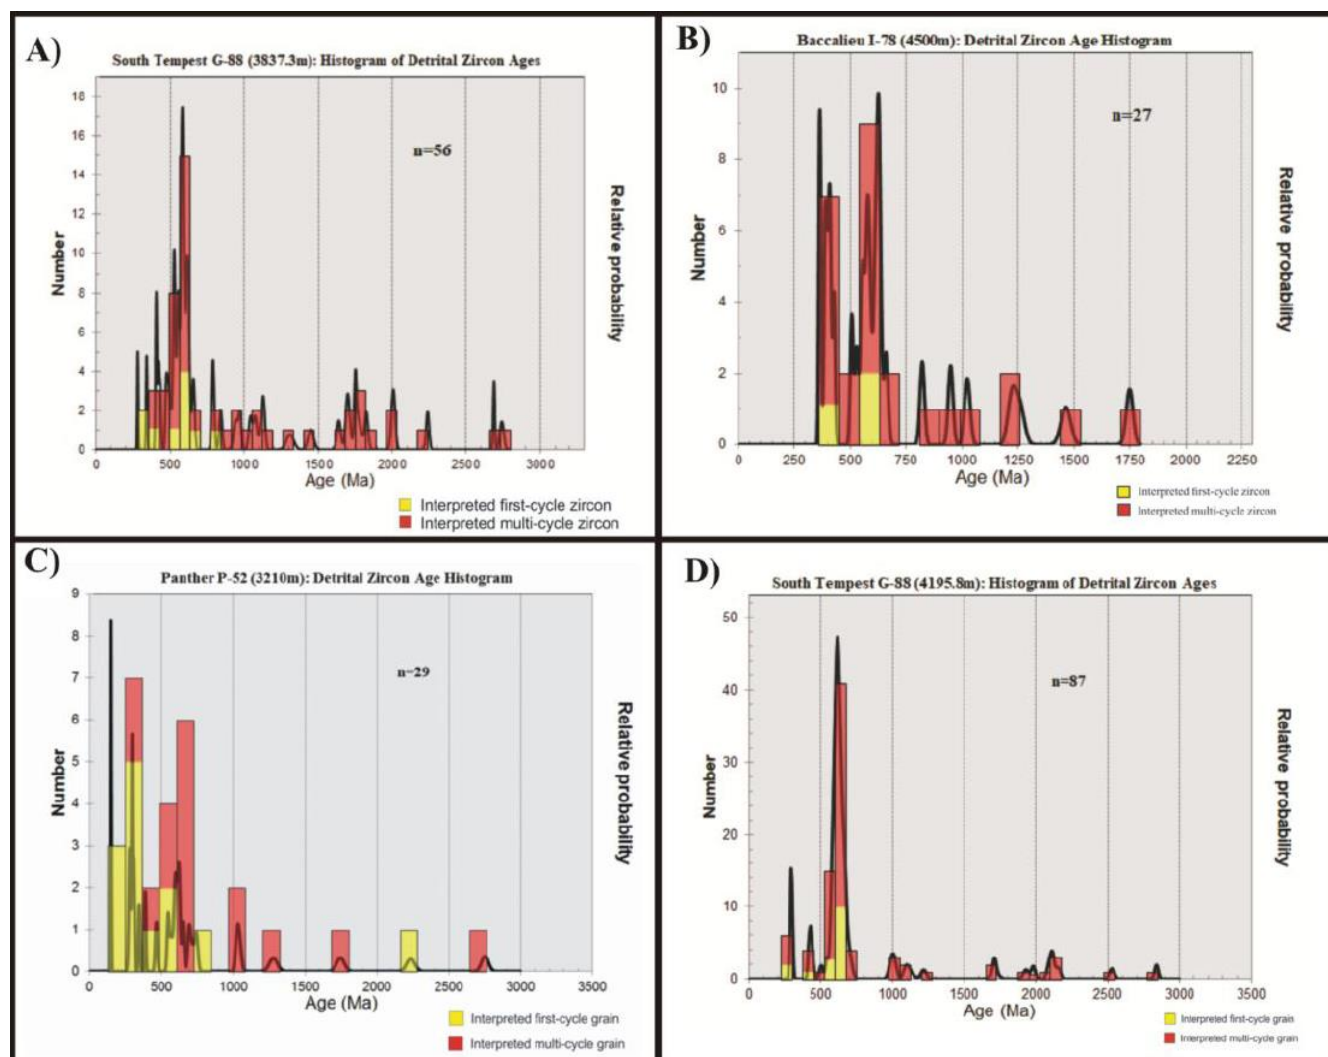 A)
South Tempest G-88 (3837.3m): Histogram of Detrital Zircon Ages
n=56
Number
Relative probability
18
16
14
12
10
8
6
4
2
0
0 500 1000 1500 2000 2500 3000
Age (Ma)
Interpreted first-cycle zircon
Interpreted multi-cycle zircon
B)
Baccalieu I-78 (4500m): Detrital Zircon Age Histogram
n=27
Number
Relative probability
10
8
6
4
2
0
0 250 500 750 1000 1250 1500 1750 2000 2250
Age (Ma)
Interpreted first-cycle zircon
Interpreted multi-cycle zircon
C)
Panther P-52 (3210m): Detrital Zircon Age Histogram
n=29
Number
Relative probability
9
8
7
6
5
4
3
2
1
0
0 500 1000 1500 2000 2500 3000 3500
Age (Ma)
Interpreted first-cycle grain
Interpreted multi-cycle grain
D)
South Tempest G-88 (4195.8m): Histogram of Detrital Zircon Ages
n=87
Number
Relative probability
50
40
30
20
10
0
0 500 1000 1500 2000 2500 3000 3500
Age (Ma)
Interpreted first-cycle grain
Interpreted multi-cycle grain